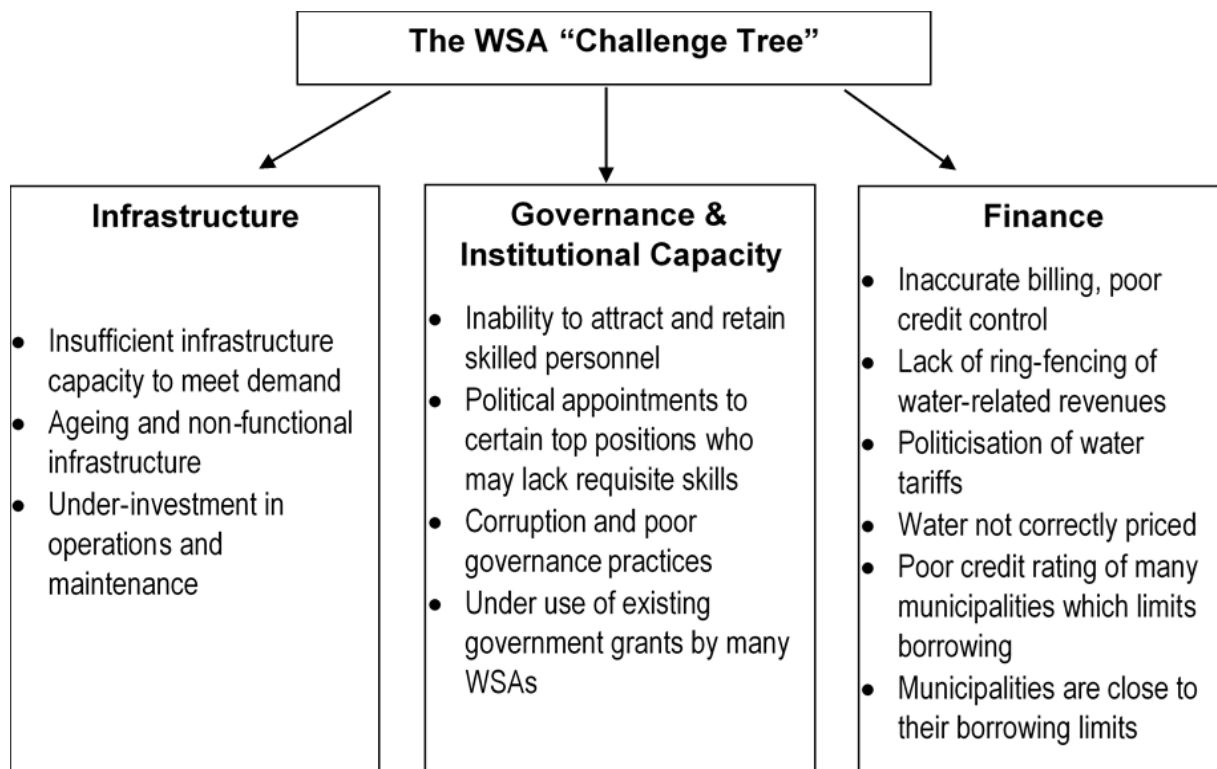 The WSA “Challenge Tree”
Infrastructure
● Insufficient infrastructure
capacity to meet demand
● Ageing and non-functional
infrastructure
● Under-investment in
operations and
maintenance
Governance &
Institutional Capacity
● Inability to attract and retain
skilled personnel
● Political appointments to
certain top positions who
may lack requisite skills
● Corruption and poor
governance practices
● Under use of existing
government grants by many
WSAs
Finance
● Inaccurate billing, poor
credit control
● Lack of ring-fencing of
water-related revenues
● Politicisation of water
tariffs
● Water not correctly priced
● Poor credit rating of many
municipalities which limits
borrowing
● Municipalities are close to
their borrowing limits